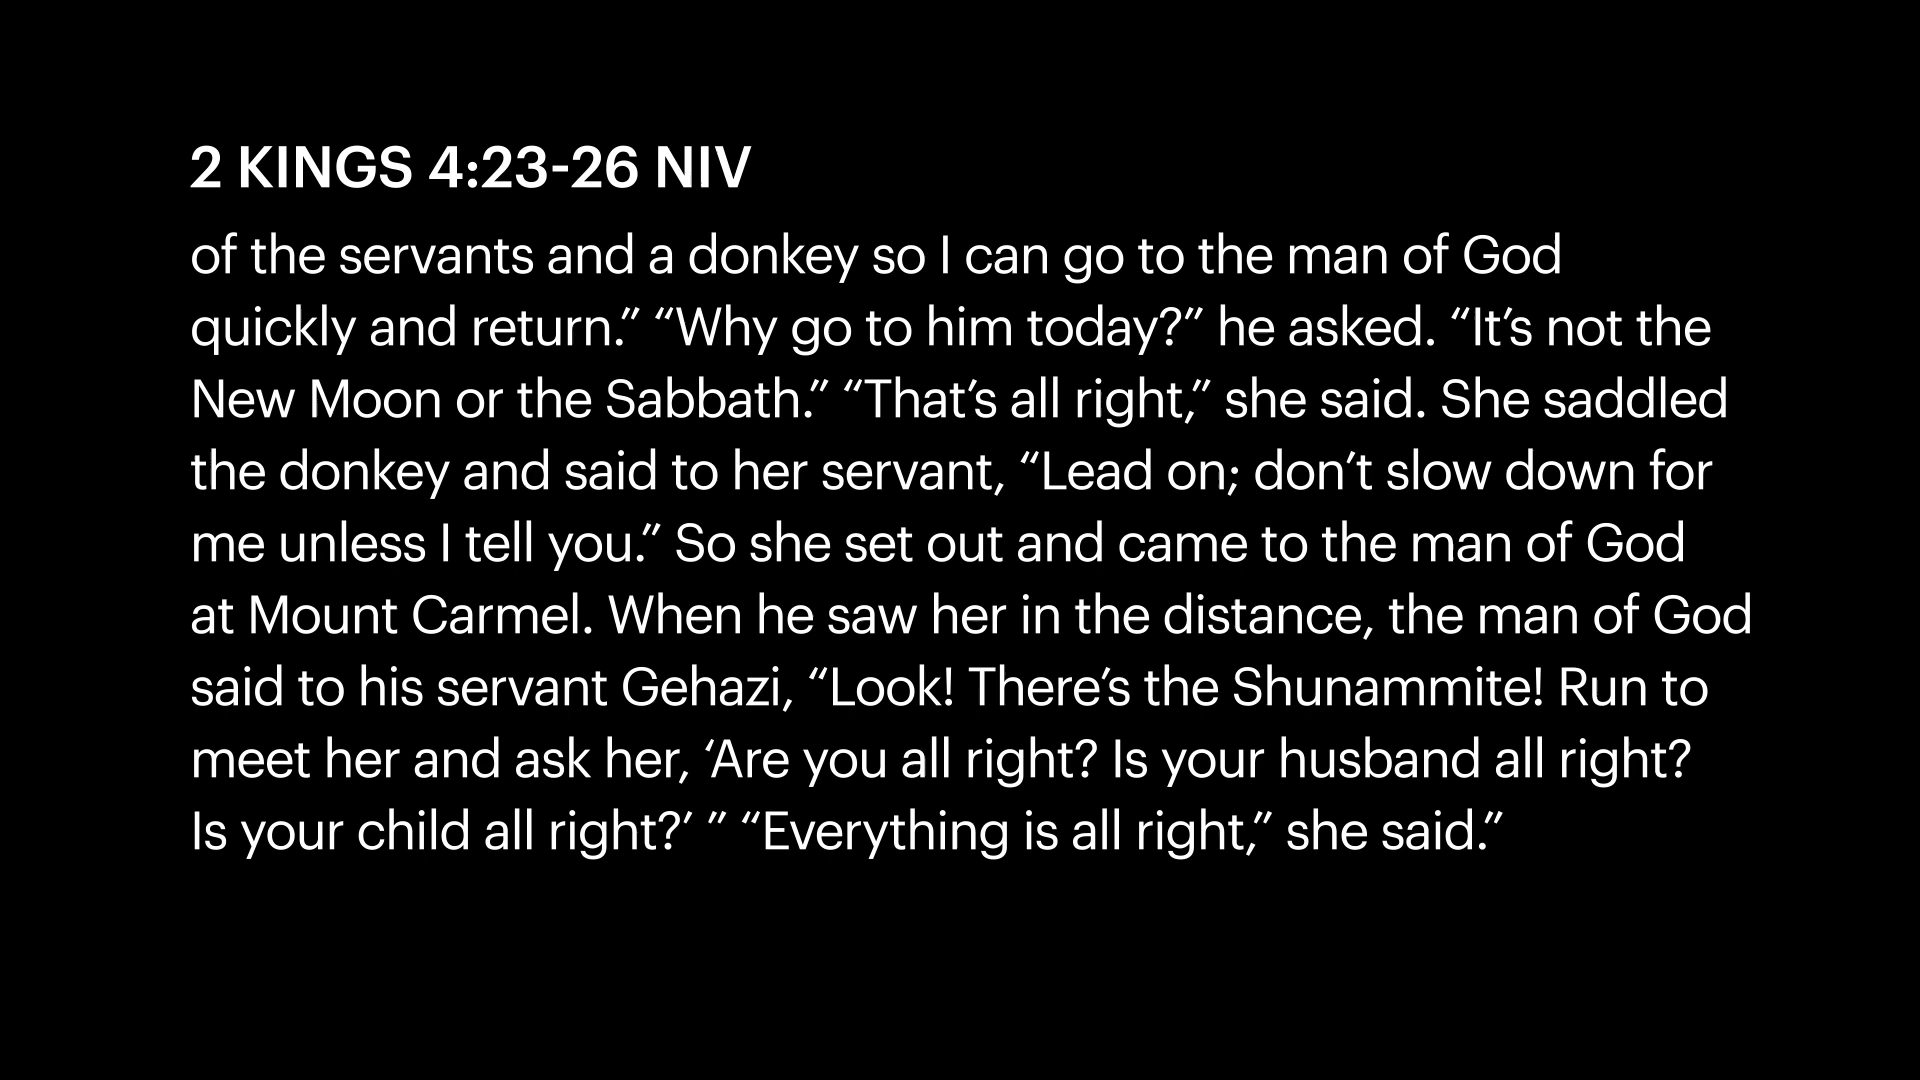 2 KINGS 4:23-26 NIV
of the servants and a donkey so I can go to the man of God
quickly and return.” “Why go to him today?” he asked. “It’s not the
New Moon or the Sabbath.” “That’s all right,” she said. She saddled
the donkey and said to her servant, “Lead on; don’t slow down for
me unless I tell you.” So she set out and came to the man of God
at Mount Carmel. When he saw her in the distance, the man of God
said to his servant Gehazi, “Look! There’s the Shunammite! Run to
meet her and ask her, ‘Are you all right? Is your husband all right?
Is your child all right?’ ” “Everything is all right,” she said.”